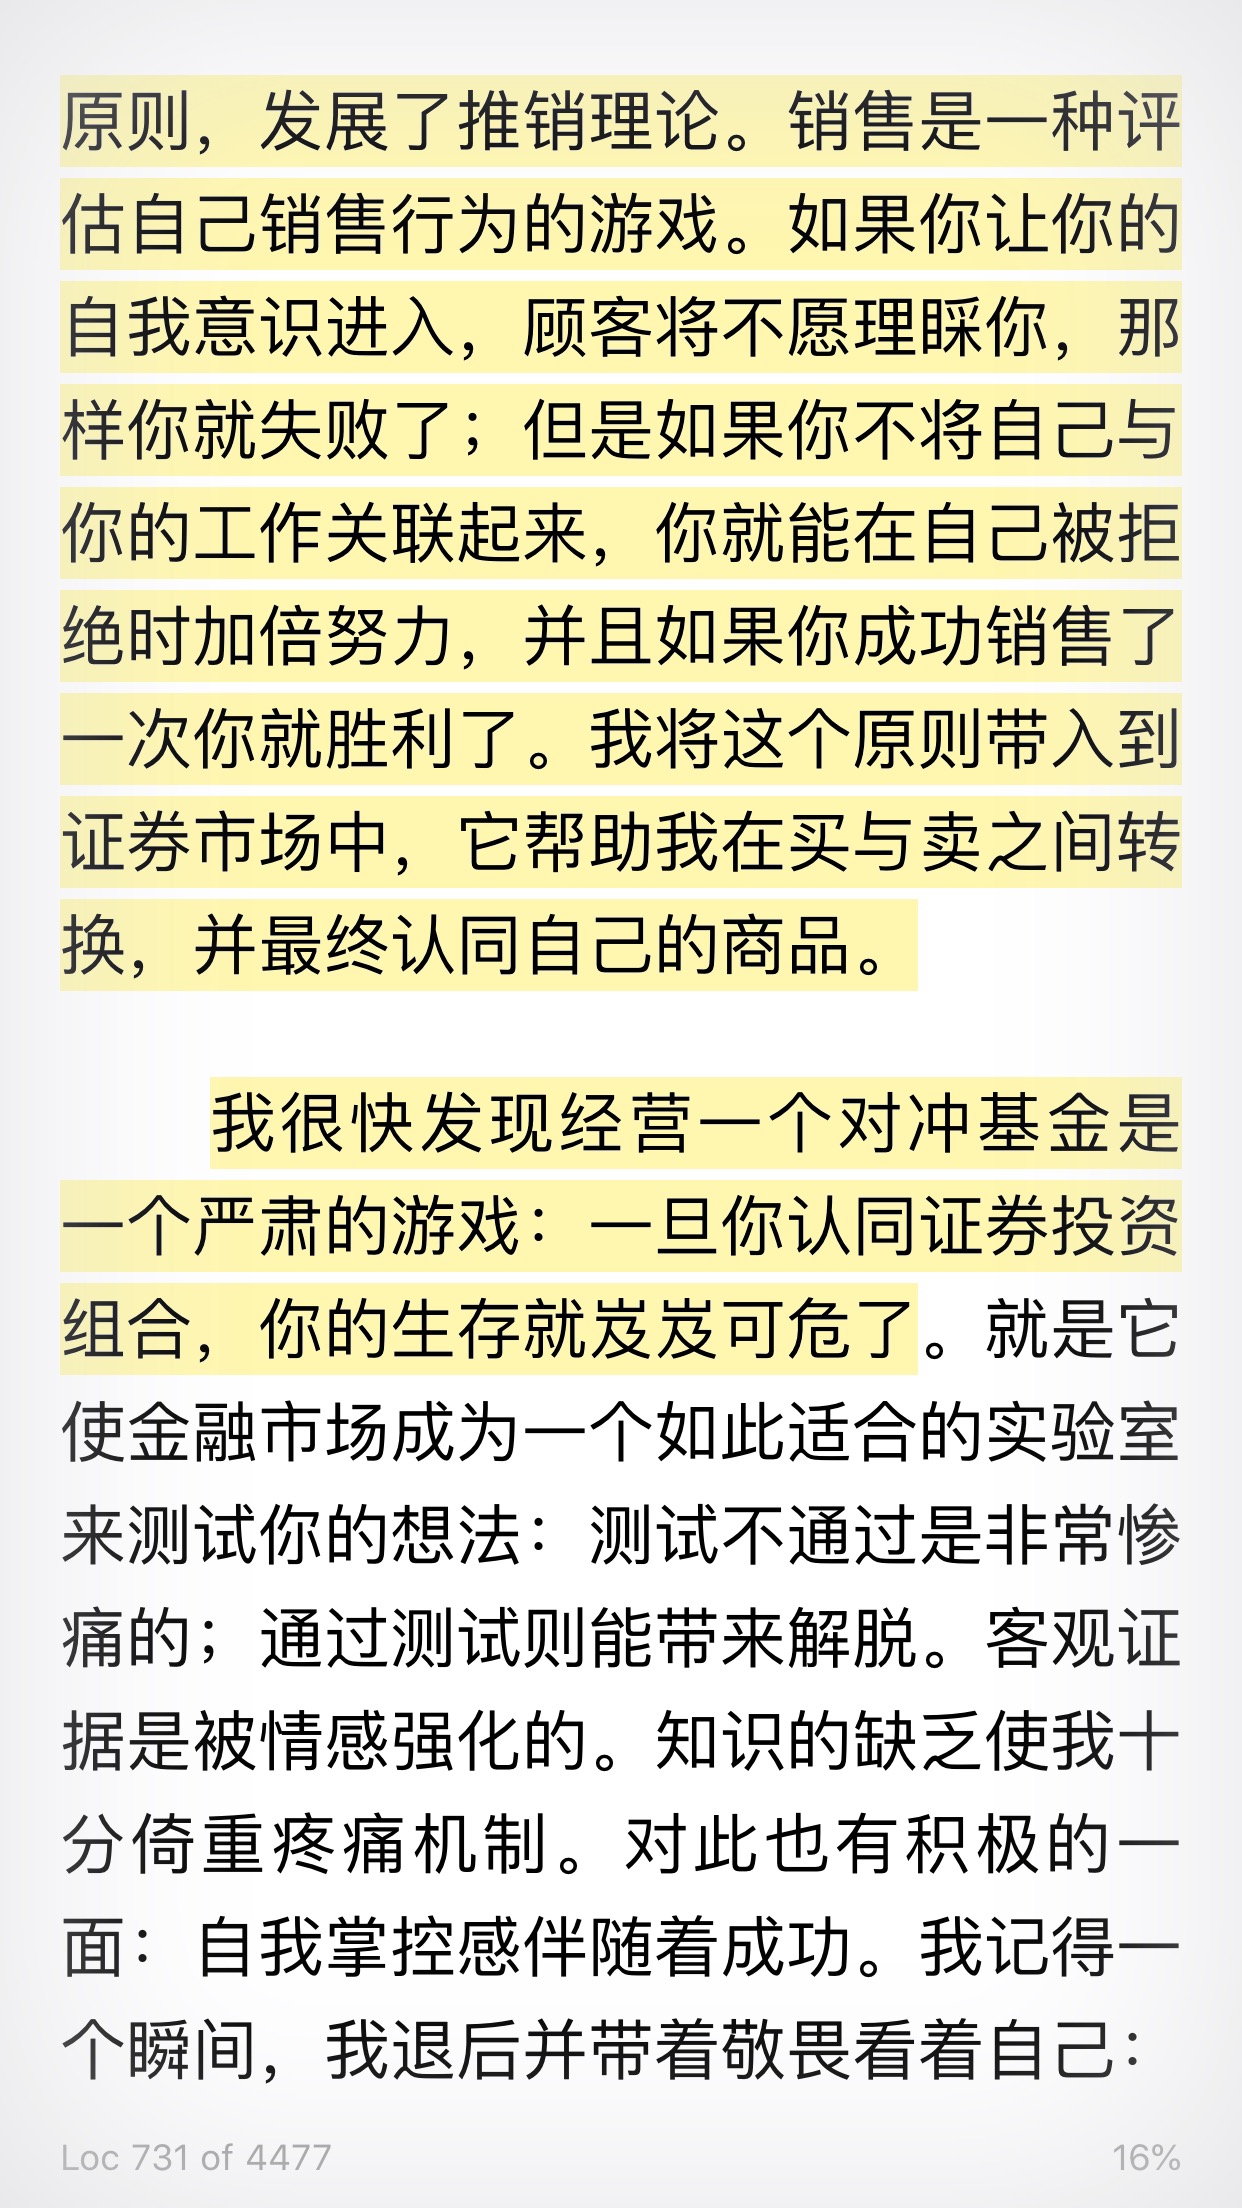 原则，发展了推销理论。销售是一种评
估自己销售行为的游戏。如果你让你的
自我意识进入，顾客将不愿理睬你，那
样你就失败了；但是如果你不将自己与
你的工作关联起来，你就能在自己被拒
绝时加倍努力，并且如果你成功销售了
一次你就胜利了。我将这个原则带入到
证券市场中，它帮助我在买与卖之间转
换，并最终认同自己的商品。
我很快发现经营一个对冲基金是
一个严肃的游戏：一旦你认同证券投资
组合，你的生存就岌岌可危了。就是它
使金融市场成为一个如此适合的实验室
来测试你的想法：测试不通过是非常惨
痛的；通过测试则能带来解脱。客观证
据是被情感强化的。知识的缺乏使我十
分倚重疼痛机制。对此也有积极的一
面：自我掌控感伴随着成功。我记得一
个瞬间，我退后并带着敬畏看着自己：
Loc 731 of 4477 16%